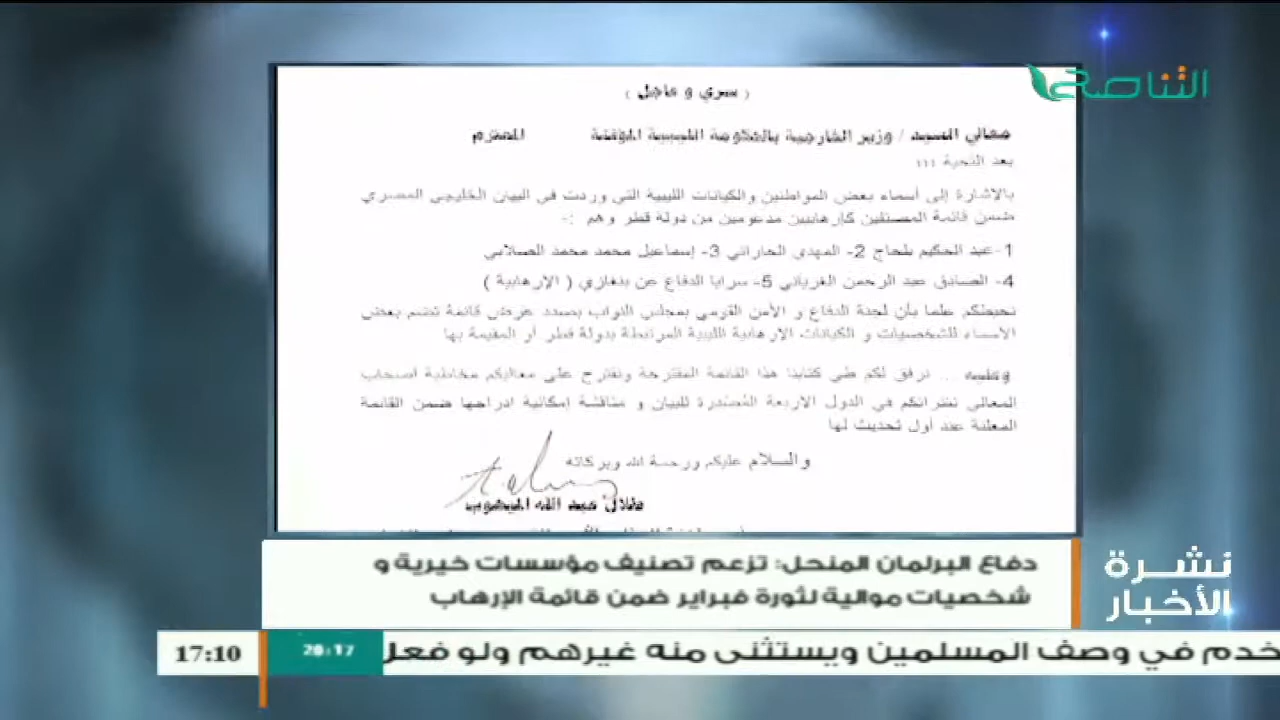 التناصح
( سري و عاجل )
معالي السيد / وزير الخارجية بالحكومة الليبية المؤقتة المحترم
بعد التحية ،،،
بالإشارة إلى أسماء بعض المواطنين والكيانات الليبية التي وردت في البيان الخليجي المصري
ضمن قائمة المصنفين كإرهابيين مدعومين من دولة قطر وهم :-
1- عبد الحكيم بلحاج 2- المهدي الحاراتي 3- إسماعيل محمد محمد الصلابي
4- الصادق عبد الرحمن الغرياني 5- سرايا الدفاع عن بنغازي ( الإرهابية )
نحيطكم علما بأن لجنة الدفاع و الأمن القومي بمجلس النواب بصدد عرض قائمة تضم بعض
الاسماء للشخصيات و الكيانات الإرهابية الليبية المرتبطة بدولة قطر أو المقيمة بها
وعليه ... نرفق لكم طي كتابنا هذا القائمة المقترحة ونقترح على معاليكم مخاطبة أصحاب
المعالي نظرائكم في الدول الاربعة المُصدرة للبيان و مناقشة إمكانية ادراجها ضمن القائمة
المعلنة عند أول تحديث لها
والسلام عليكم ورحمة الله وبركاته
طلال عبد الله الميهوب
دفاع البرلمان المنحل: تزعم تصنيف مؤسسات خيرية و
شخصيات موالية لثورة فبراير ضمن قائمة الإرهاب
نشرة
الأخبار
خدم في وصف المسلمين ويستثنى منه غيرهم ولو فعل
20:17
17:10